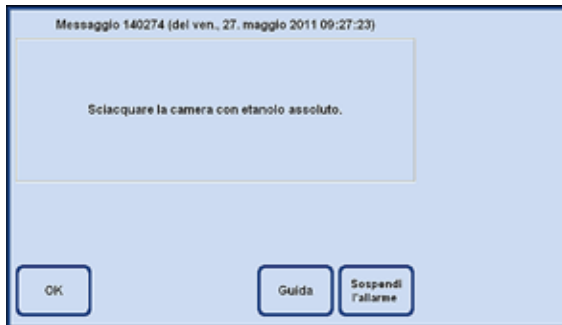 Messaggio 140274 (del ven., 27. maggio 2011 09:27:23)
Sciacquare la camera con etanolo assoluto.
OK
Guida
Sospendi
l'allarme